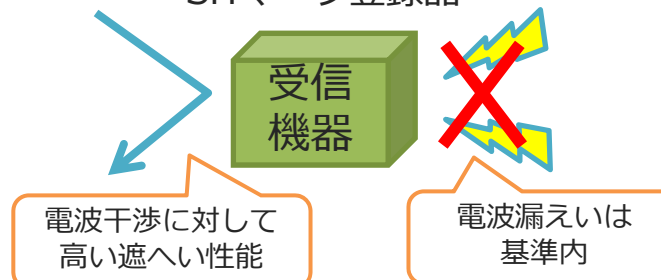 受信
機器
電波干渉に対して
高い遮へい性能
電波漏えいは
基準内